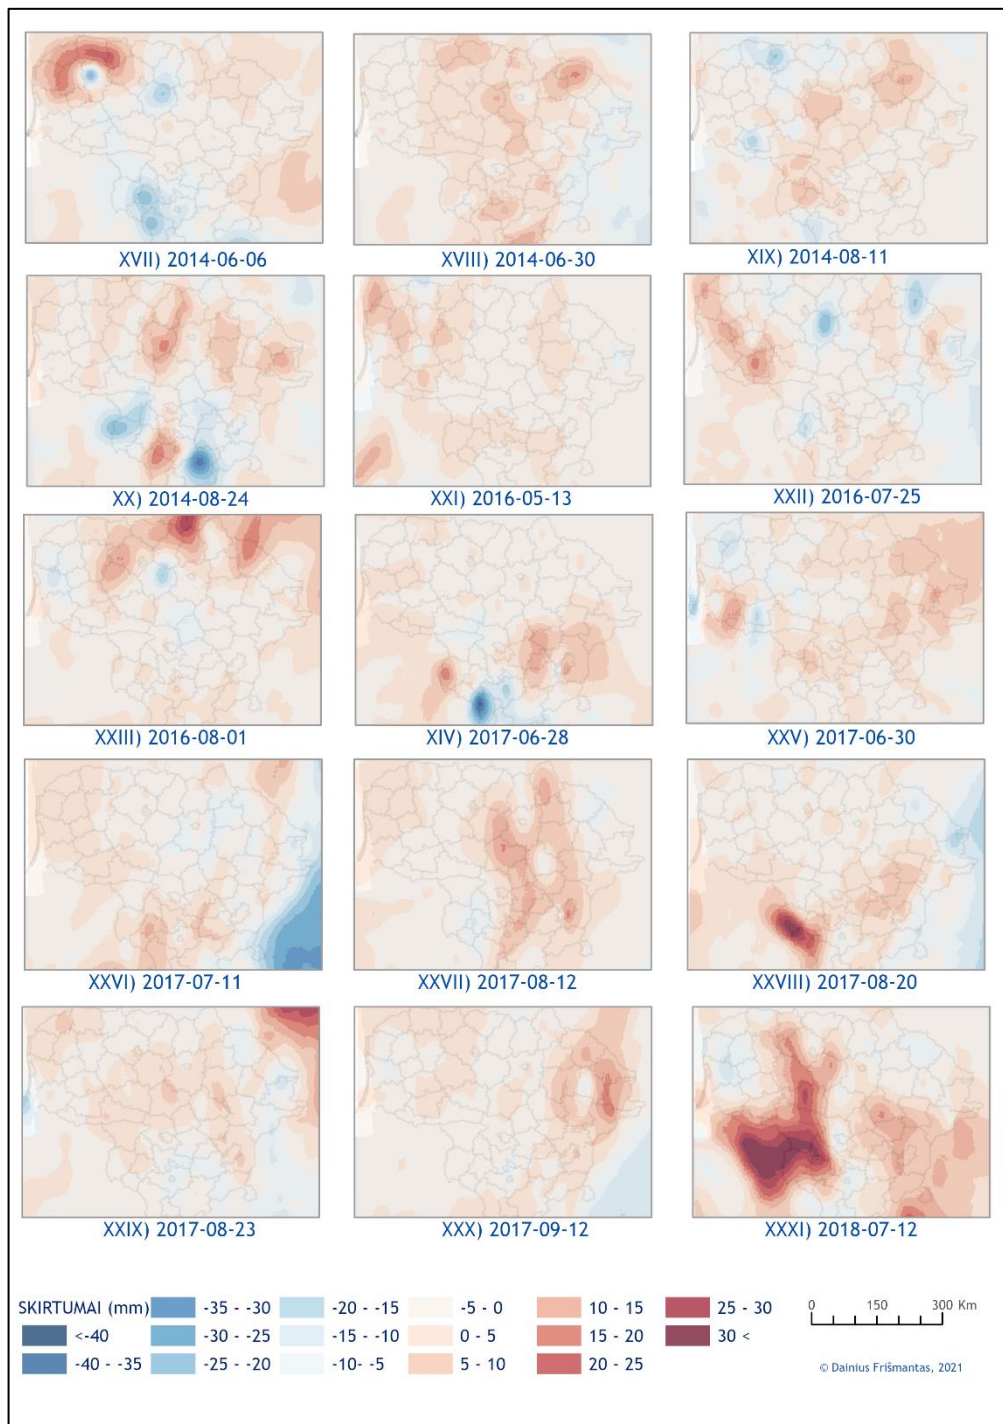 XVII) 2014-06-06
XVIII) 2014-06-30
XIX) 2014-08-11
XX) 2014-08-24
XXI) 2016-05-13
XXII) 2016-07-25
XXIII) 2016-08-01
XIV) 2017-06-28
XXV) 2017-06-30
XXVI) 2017-07-11
XXVII) 2017-08-12
XXVIII) 2017-08-20
XXIX) 2017-08-23
XXX) 2017-09-12
XXXI) 2018-07-12
SKIRTUMAI (mm)
<-40
-40 - -35
-35 - -30
-30 - -25
-25 - -20
-20 - -15
-15 - -10
-10- -5
-5 - 0
0 - 5
5 - 10
10 - 15
15 - 20
20 - 25
25 - 30
30 <
0 150 300 Km
© Dainius Frišmantas, 2021